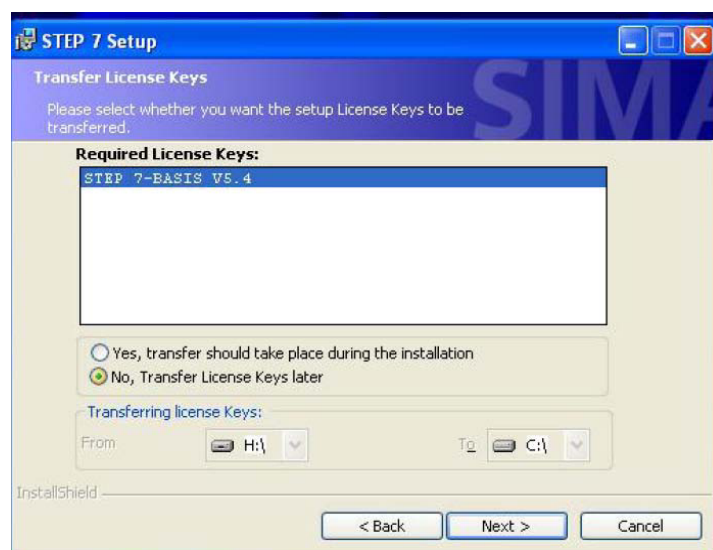 STEP 7 Setup
Transfer License Keys
Please select whether you want the setup License Keys to be
transferred.
SIMA
Required License Keys:
STEP 7-BASIS V5.4
Yes, transfer should take place during the installation
No, Transfer License Keys later
Transferring license Keys:
From H:\ To C:\
InstallShield
< Back Next > Cancel